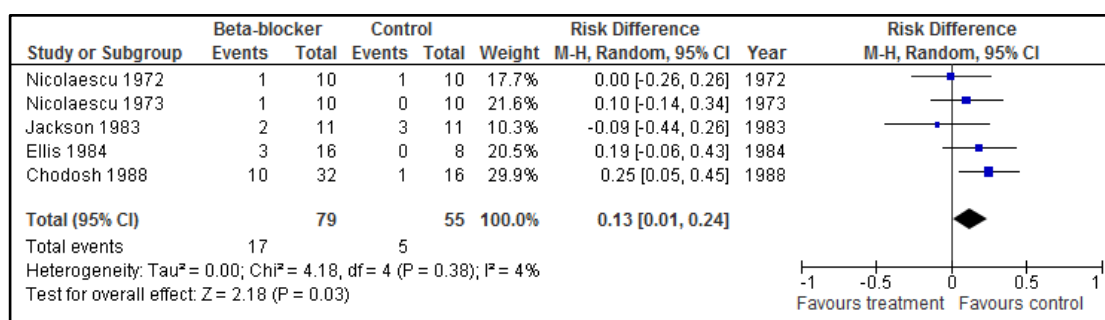 Beta-blocker Control Risk Difference Risk Difference
Study or Subgroup Events Total Events Total Weight M-H, Random, 95% CI Year M-H, Random, 95% CI
Nicolaescu 1972 1 10 1 10 17.7% 0.00 [-0.26, 0.26] 1972
Nicolaescu 1973 1 10 0 10 21.6% 0.10 [-0.14, 0.34] 1973
Jackson 1983 2 11 3 11 10.3% -0.09 [-0.44, 0.26] 1983
Ellis 1984 3 16 0 8 20.5% 0.19 [-0.06, 0.43] 1984
Chodosh 1988 10 32 1 16 29.9% 0.25 [0.05, 0.45] 1988
Total (95% CI) 79 55 100.0% 0.13 [0.01, 0.24]
Total events 17 5
Heterogeneity: Tau² = 0.00; Chi² = 4.18, df = 4 (P = 0.38); I² = 4%
Test for overall effect: Z = 2.18 (P = 0.03)
-1 -0.5 0 0.5 1
Favours treatment Favours control